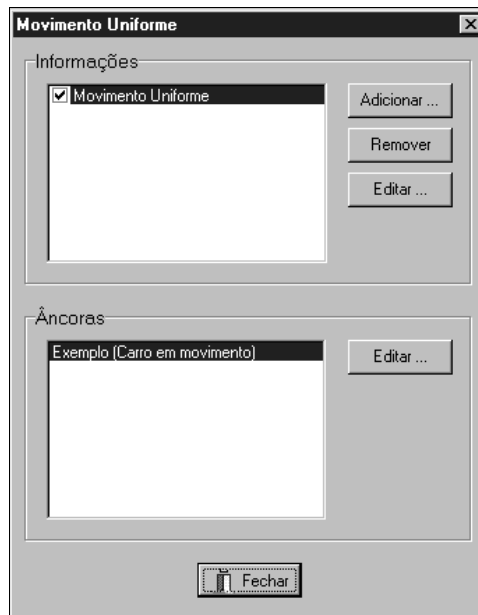 Movimento Uniforme
Informações
Movimento Uniforme
Adicionar ...
Remover
Editar ...
Âncoras
Exemplo (Carro em movimento)
Editar ...
Fechar